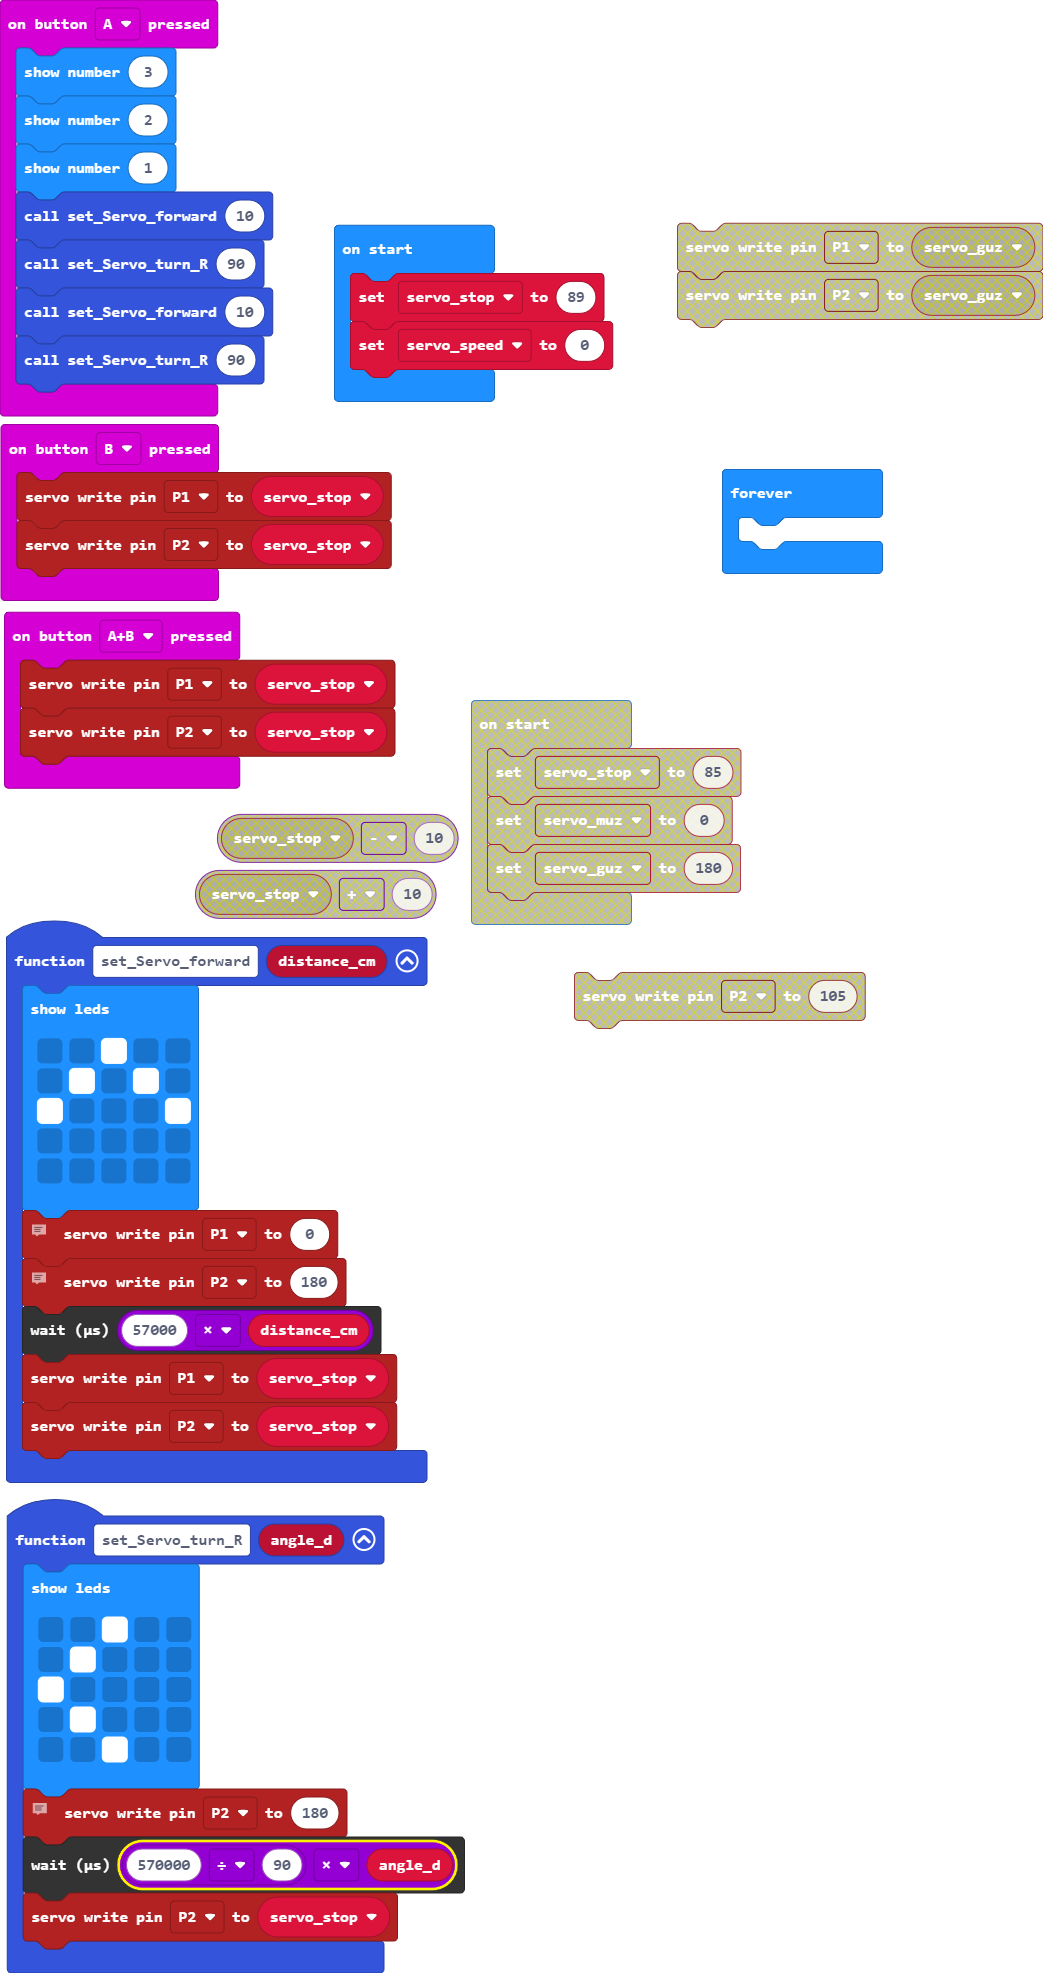 on button A pressed
show number 3
show number 2
show number 1
call set_Servo_forward 10
call set_Servo_turn_R 90
call set_Servo_forward 10
call set_Servo_turn_R 90
on start
set servo_stop to 89
set servo_speed to 0
servo write pin P1 to servo_guz
servo write pin P2 to servo_guz
on button B pressed
servo write pin P1 to servo_stop
servo write pin P2 to servo_stop
forever
on button A+B pressed
servo write pin P1 to servo_stop
servo write pin P2 to servo_stop
on start
set servo_stop to 85
set servo_muz to 0
set servo_guz to 180
servo_stop - 10
servo_stop + 10
function set_Servo_forward distance_cm
show leds
servo write pin P1 to 0
servo write pin P2 to 180
wait (µs) 57000 × distance_cm
servo write pin P1 to servo_stop
servo write pin P2 to servo_stop
servo write pin P2 to 105
function set_Servo_turn_R angle_d
show leds
servo write pin P2 to 180
wait (µs) 570000 ÷ 90 × angle_d
servo write pin P2 to servo_stop